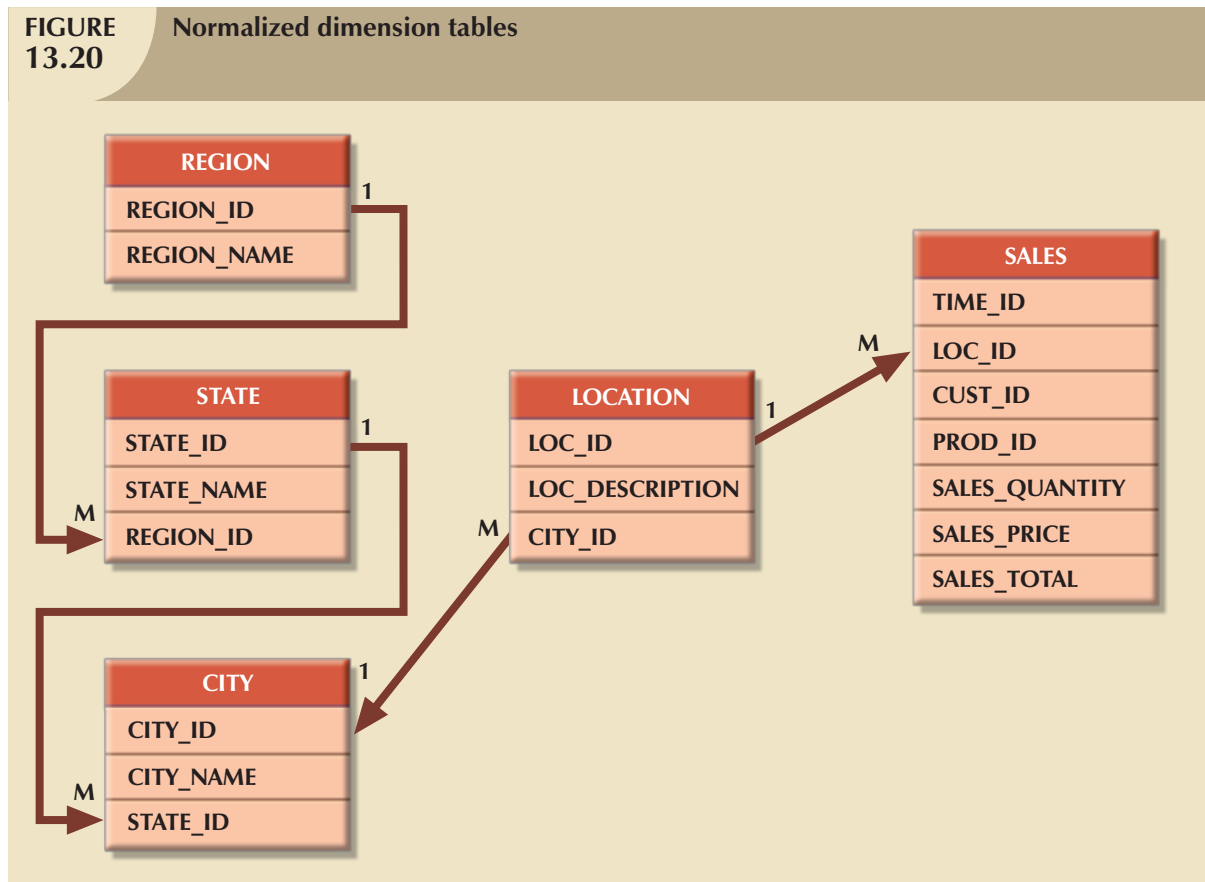 FIGURE
13.20
Normalized dimension tables
REGION
REGION_ID
REGION_NAME
1
STATE
STATE_ID
STATE_NAME
REGION_ID
1
M
CITY
CITY_ID
CITY_NAME
STATE_ID
1
M
LOCATION
LOC_ID
LOC_DESCRIPTION
CITY_ID
1
M
SALES
TIME_ID
LOC_ID
CUST_ID
PROD_ID
SALES_QUANTITY
SALES_PRICE
SALES_TOTAL
M